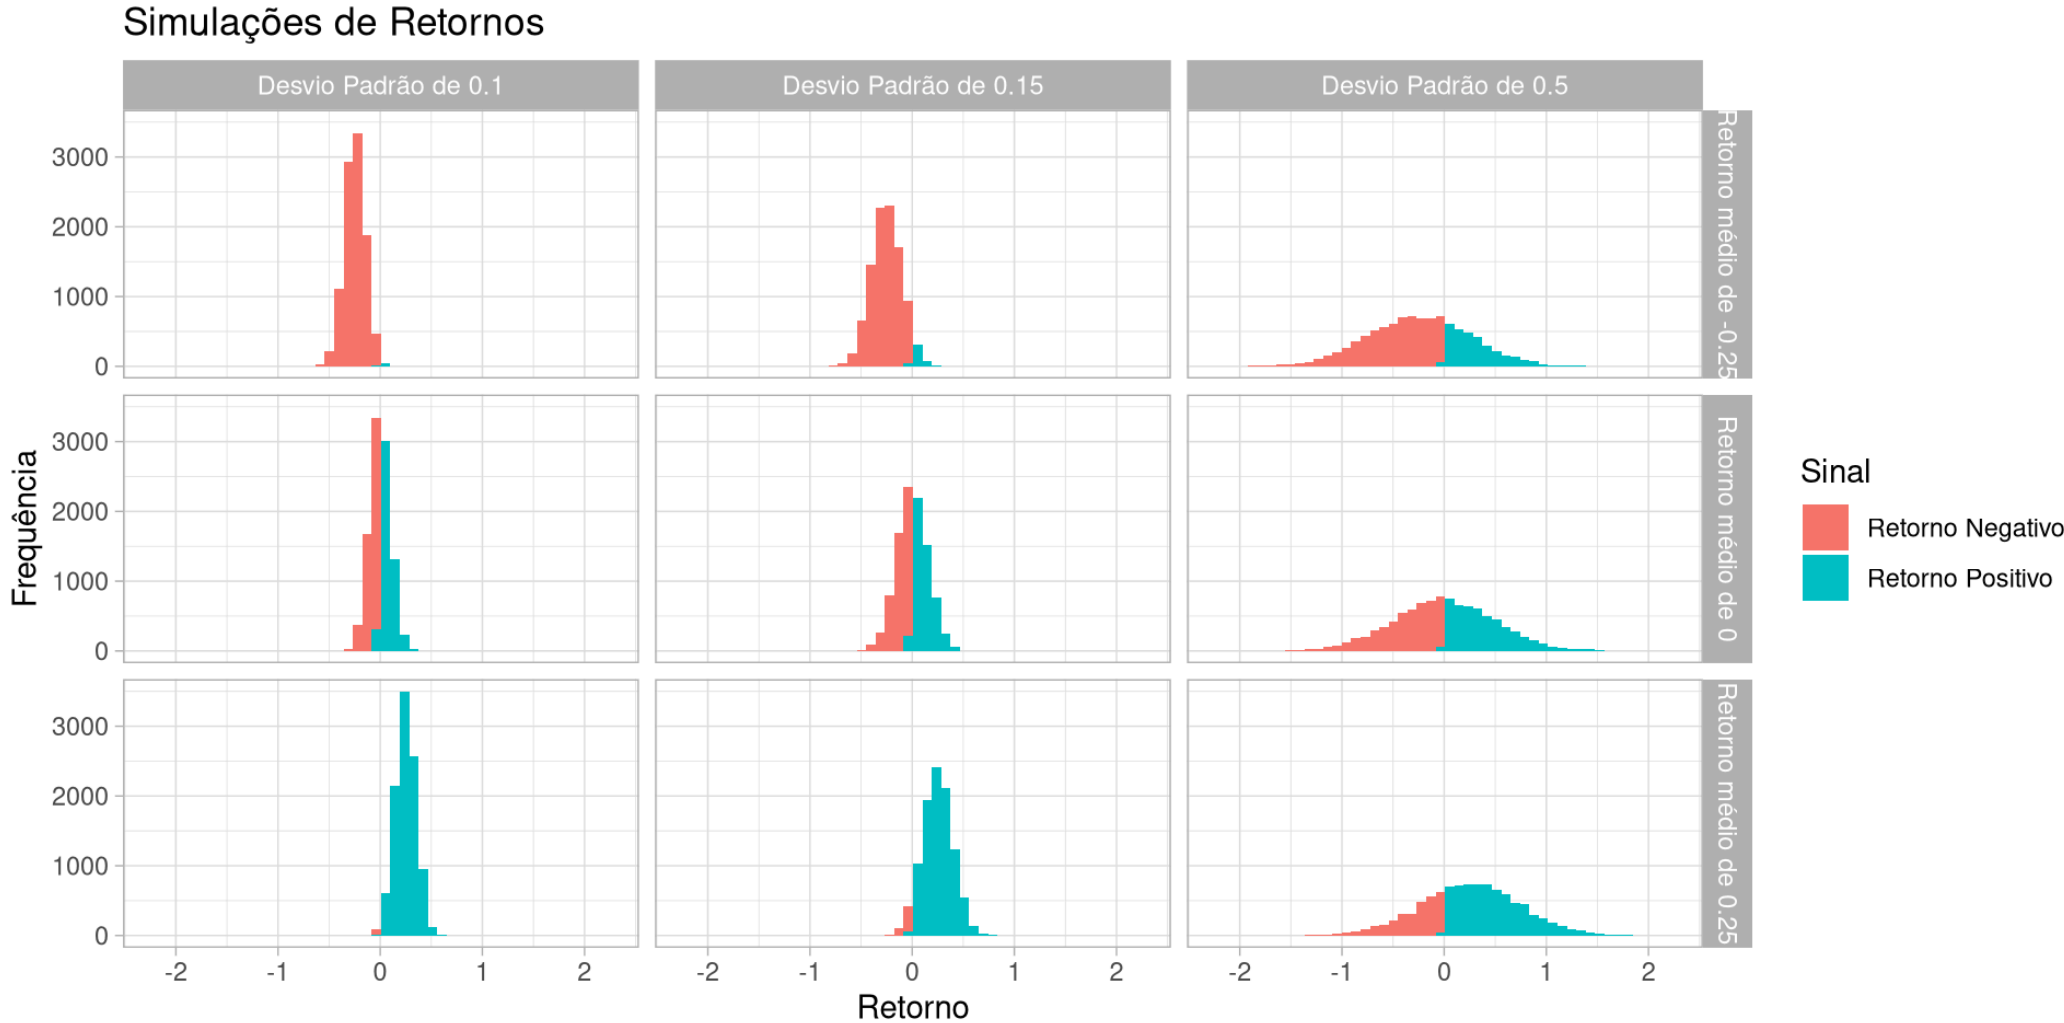 Simulações de Retornos
Desvio Padrão de 0.1
Desvio Padrão de 0.15
Desvio Padrão de 0.5
3000
2000
1000
0
Retorno médio de -0.25
3000
2000
1000
0
Retorno médio de 0
3000
2000
1000
0
Retorno médio de 0.25
Frequência
-2 -1 0 1 2
-2 -1 0 1 2
-2 -1 0 1 2
Retorno
Sinal
Retorno Negativo
Retorno Positivo